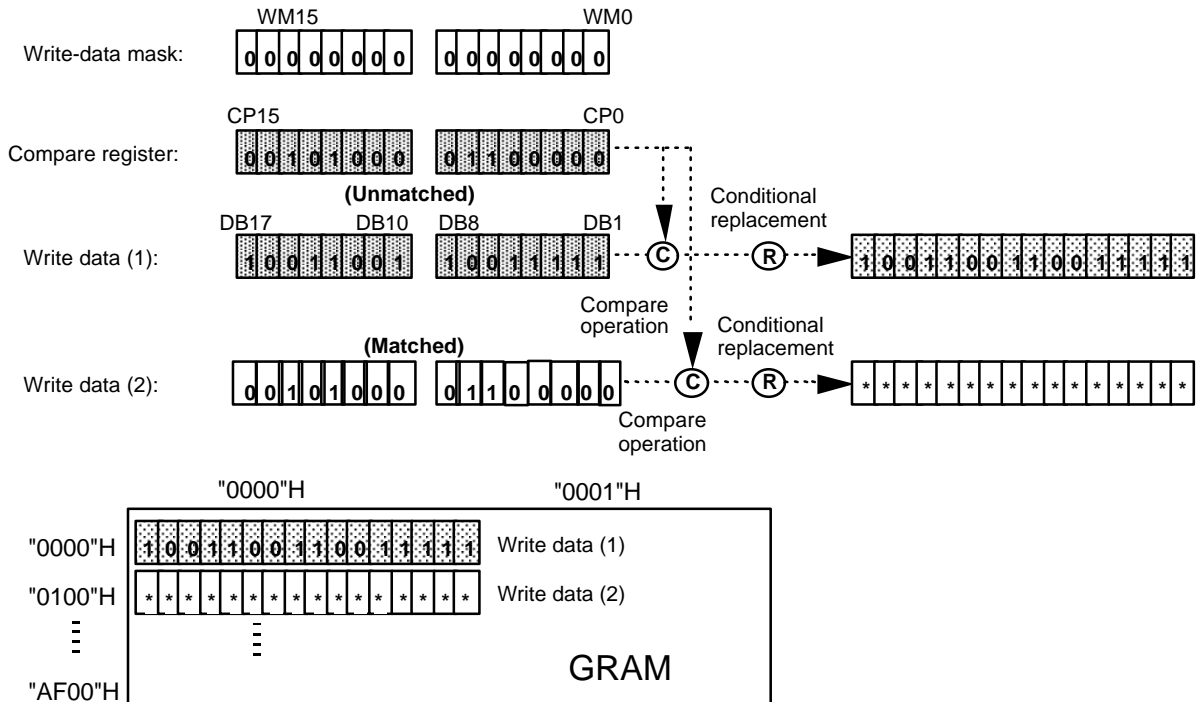 WM15 WM0
Write-data mask: 0 0 0 0 0 0 0 0 0 0 0 0 0 0 0 0
CP15 CP0
Compare register: 0 0 1 0 1 0 0 0 0 1 1 0 0 0 0 0
(Unmatched)
Conditional
replacement
DB17 DB10 DB8 DB1
Write data (1): 1 0 0 1 1 0 0 1 1 0 0 1 1 1 1 1 C R 1 0 0 1 1 0 0 1 1 0 0 1 1 1 1 1
Compare
operation
Conditional
replacement
(Matched)
Write data (2): 0 0 1 0 1 0 0 0 0 1 1 0 0 0 0 0 C R * * * * * * * * * * * * * * * *
Compare
operation
"0000"H "0001"H
"0000"H 1 0 0 1 1 0 0 1 1 0 0 1 1 1 1 1 Write data (1)
"0100"H * * * * * * * * * * * * * * * * Write data (2)
GRAM
"AF00"H